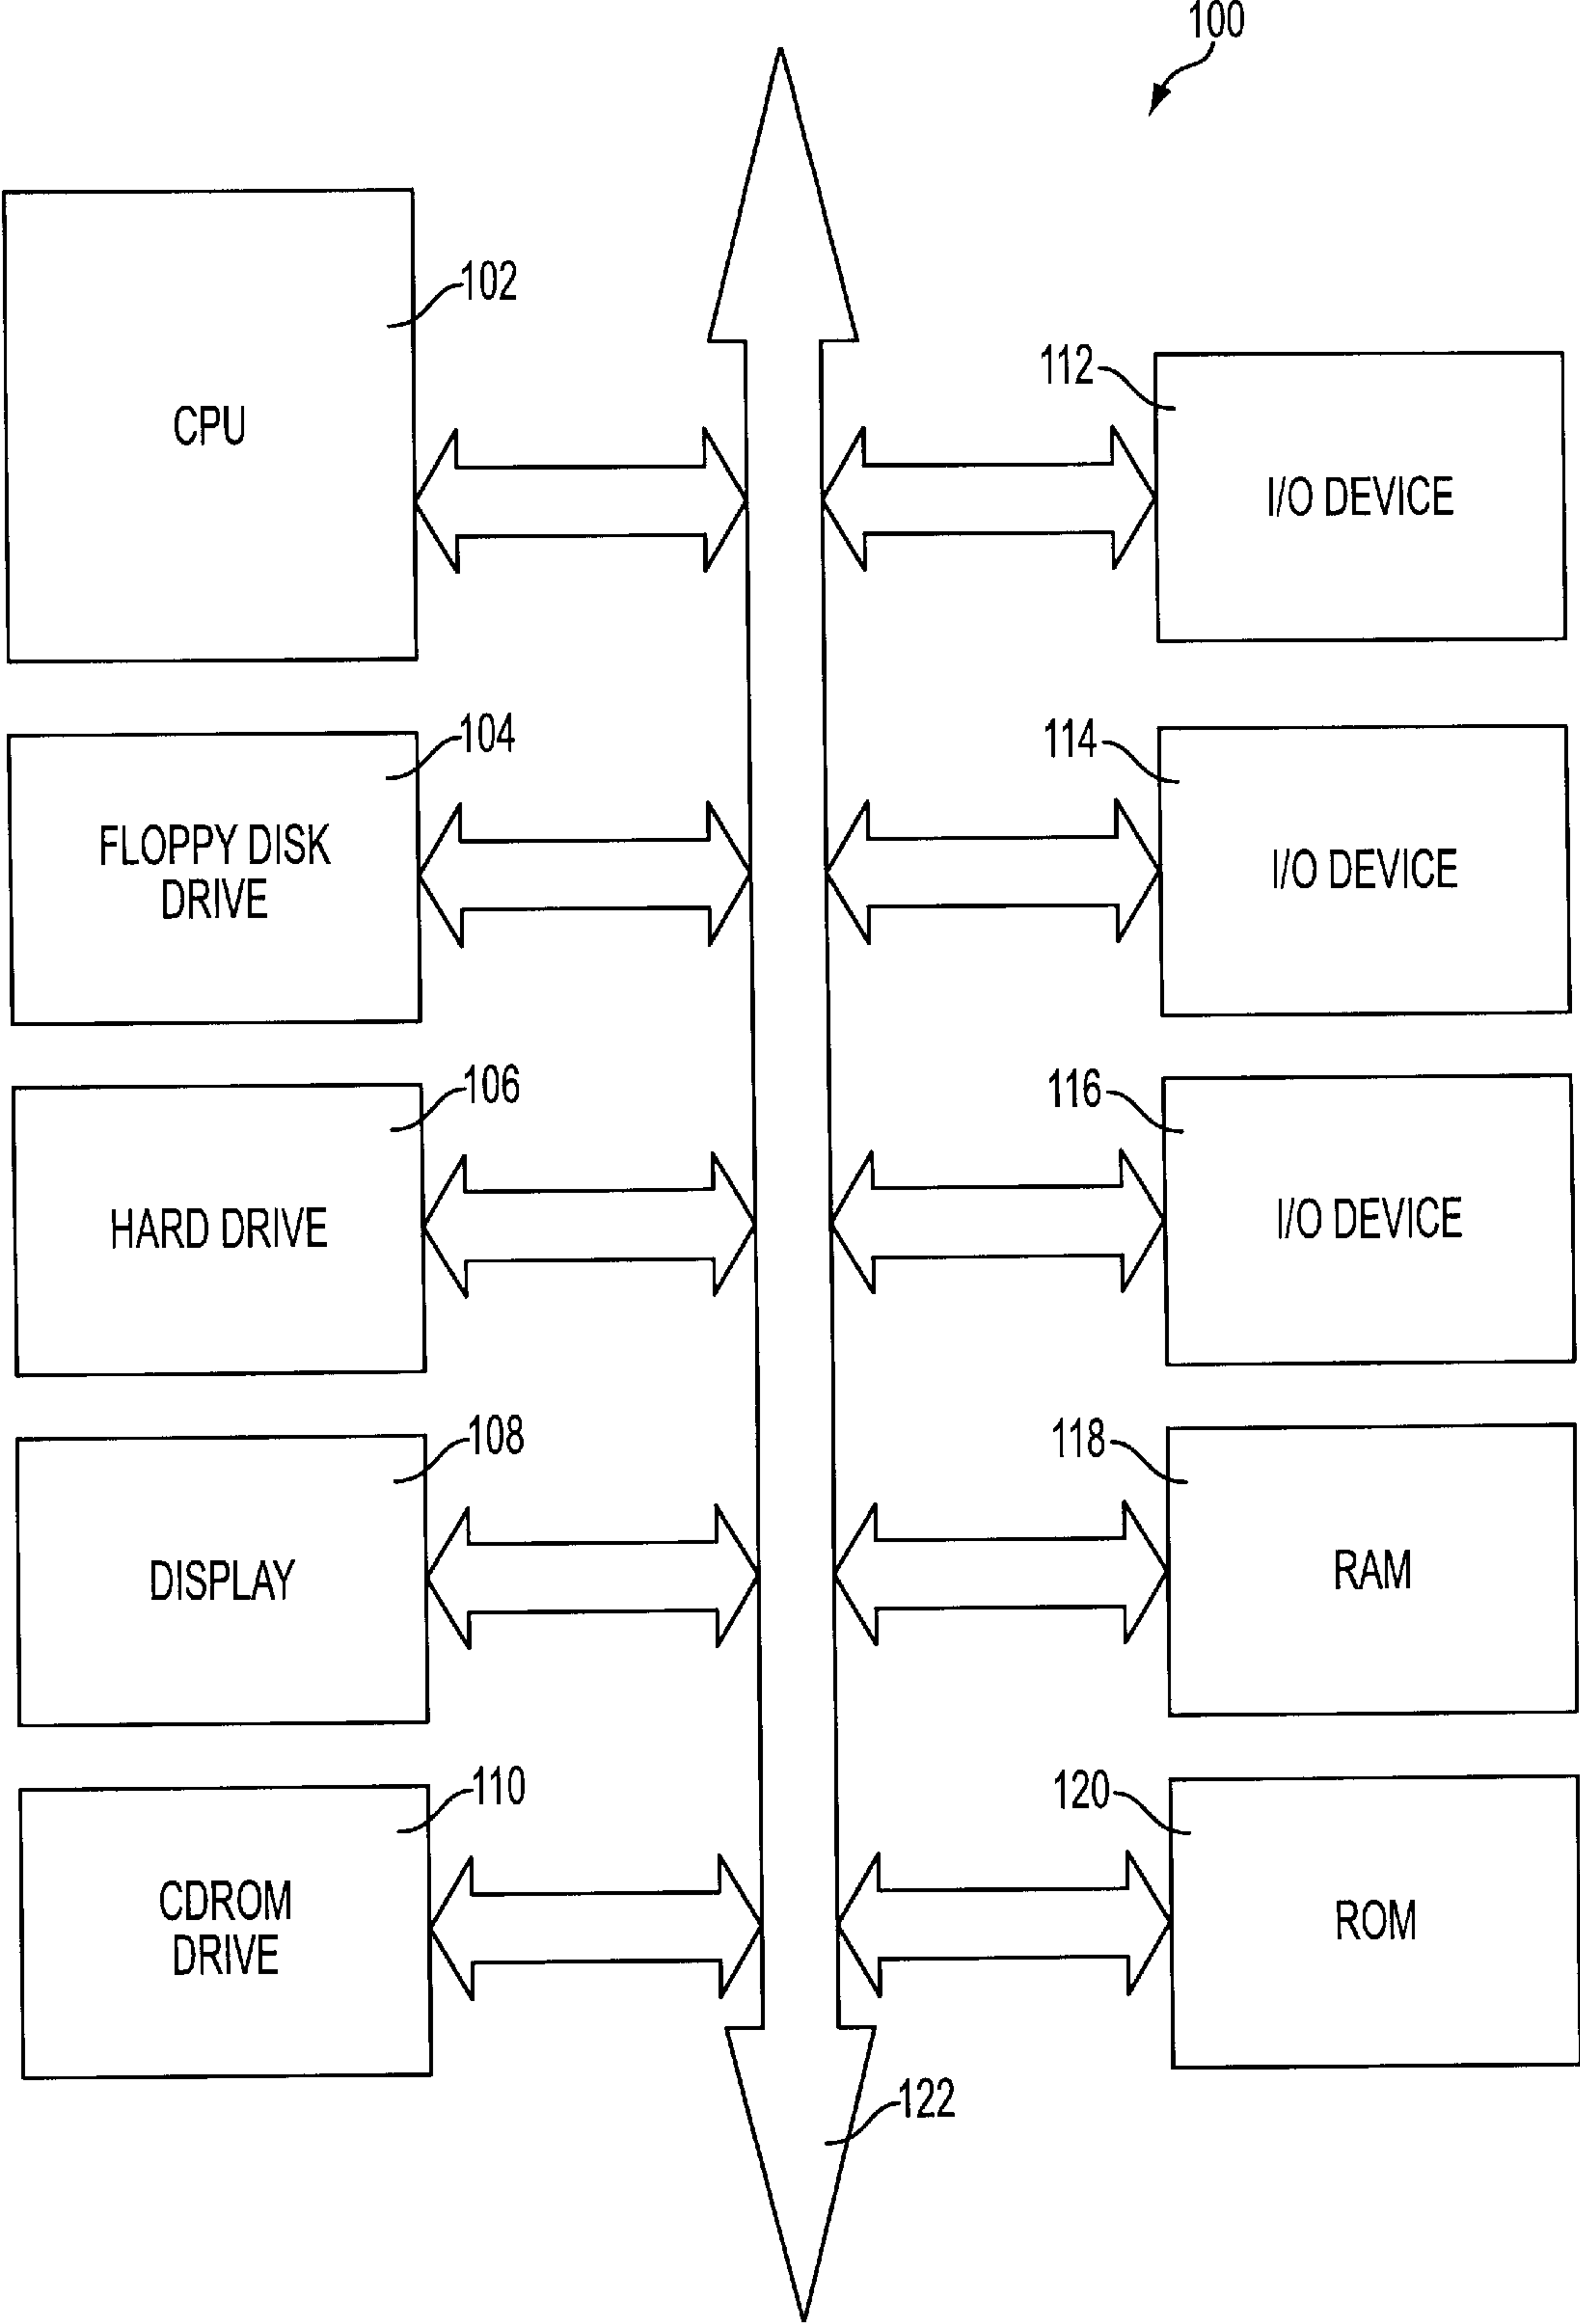 100
102
CPU
112
I/O DEVICE
104
FLOPPY DISK
DRIVE
114
I/O DEVICE
106
HARD DRIVE
116
I/O DEVICE
108
DISPLAY
118
RAM
110
CDROM
DRIVE
120
ROM
122